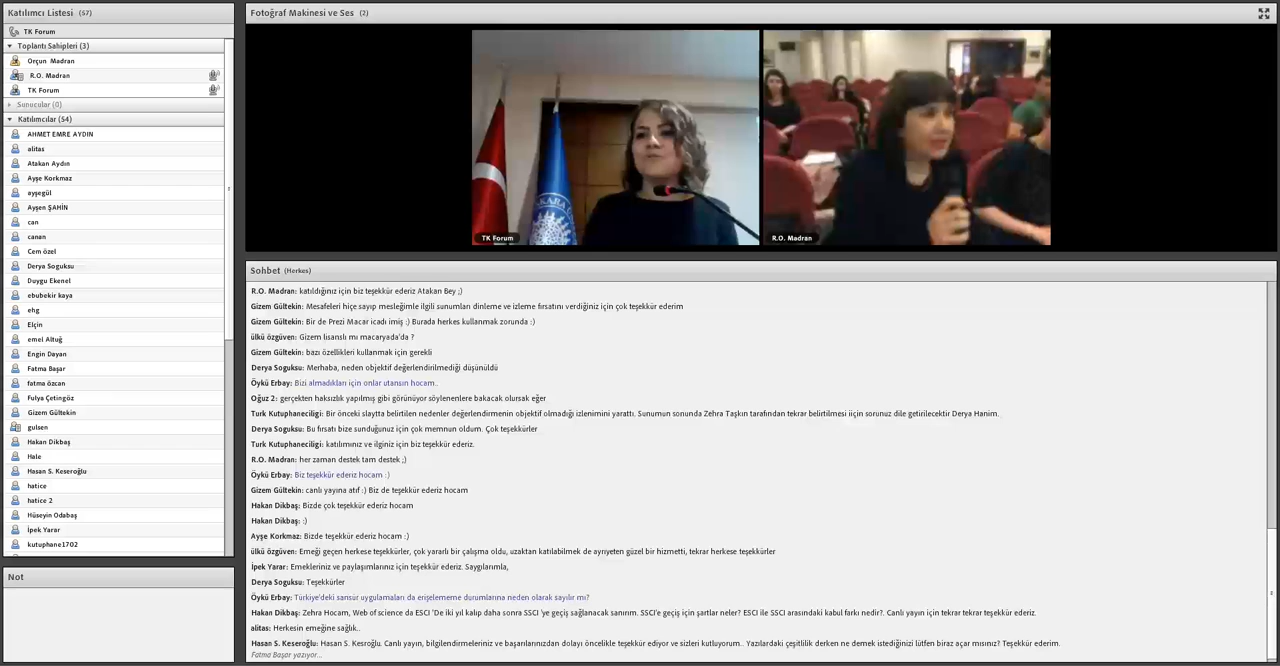 Katılımcı Listesi (57)
TK Forum
Toplantı Sahipleri (3)
Orçun Madran
R.O. Madran
TK Forum
Sunucular (0)
Katılımcılar (54)
AHMET EMRE AYDIN
alitas
Atakan Aydın
Ayşe Korkmaz
ayşegül
Ayşen ŞAHİN
can
canan
Cem özel
Derya Soguksu
Duygu Ekenel
ebubekir kaya
ehg
Elçin
emel Altuğ
Engin Dayan
Fatma Başar
fatma özcan
Fulya Çetingöz
Gizem Gültekin
gulsen
Hakan Dikbaş
Hale
Hasan S. Keseroğlu
hatice
hatice 2
Hüseyin Odabaş
İpek Yarar
kutuphane1702
Not
Fotoğraf Makinesi ve Ses (2)
TK Forum
R.O. Madran
Sohbet (Herkes)
R.O. Madran: katıldığınız için biz teşekkür ederiz Atakan Bey ;)
Gizem Gültekin: Mesafeleri hiçe sayıp mesleğimle ilgili sunumları dinleme ve izleme fırsatını verdiğiniz için çok teşekkür ederim
Gizem Gültekin: Bir de Prezi Macar icadı imiş :) Burada herkes kullanmak zorunda :)
ülkü özgüven: Gizem lisanslı mı macaryada'da ?
Gizem Gültekin: bazı özellikleri kullanmak için gerekli
Derya Soguksu: Merhaba, neden objektif değerlendirilmediği düşünüldü
Öykü Erbay: Bizi almadıkları için onlar utansın hocam..
Oğuz 2: gerçekten haksızlık yapılmış gibi görünüyor söylenenlere bakacak olursak eğer
Turk Kutuphaneciligi: Bir önceki slaytta belirtilen nedenler değerlendirmenin objektif olmadığı izlenimini yarattı. Sunumun sonunda Zehra Taşkın tarafından tekrar belirtilmesi iiçin sorunuz dile getirilecektir Derya Hanim.
Derya Soguksu: Bu fırsatı bize sunduğunuz için çok memnun oldum. Çok teşekkürler
Turk Kutuphaneciligi: katılımınız ve ilginiz için biz teşekkür ederiz.
R.O. Madran: her zaman destek tam destek ;)
Öykü Erbay: Biz teşekkür ederiz hocam :)
Gizem Gültekin: canlı yayına atıf :) Biz de teşekkür ederiz hocam
Hakan Dikbaş: Bizde çok teşekkür ederiz hocam
Hakan Dikbaş: :)
Ayşe Korkmaz: Bizde teşekkür ederiz hocam :)
ülkü özgüven: Emeği geçen herkese teşekkürler, çok yararlı bir çalışma oldu, uzaktan katılabilmek de ayrıyeten güzel bir hizmetti, tekrar herkese teşekkürler
İpek Yarar: Emekleriniz ve paylaşımlarınız için teşekkür ederiz. Saygılarımla,
Derya Soguksu: Teşekkürler
Öykü Erbay: Türkiye'deki sansür uygulamaları da erişelememe durumlarına neden olarak sayılır mı?
Hakan Dikbaş: Zehra Hocam, Web of science da ESCI 'De iki yıl kalıp daha sonra SSCI 'ye geçiş sağlanacak sanırım. SSCI'e geçiş için şartlar neler? ESCI ile SCI arasındaki kabul farkı nedir?. Canlı yayın için tekrar tekrar teşekkür ederiz.
alitas: Herkesin emeğine sağlık..
Hasan S. Keseroğlu: Hasan S. Kesroğlu. Canlı yayın, bilgilendirmeleriniz ve başarılarınızdan dolayı öncelikle teşekkür ediyor ve sizleri kutluyorum.. Yazılardaki çeşitlilik derken ne demek istediğinizi lütfen biraz açar mısınız? Teşekkür ederim.
Fatma Başar yazıyor...